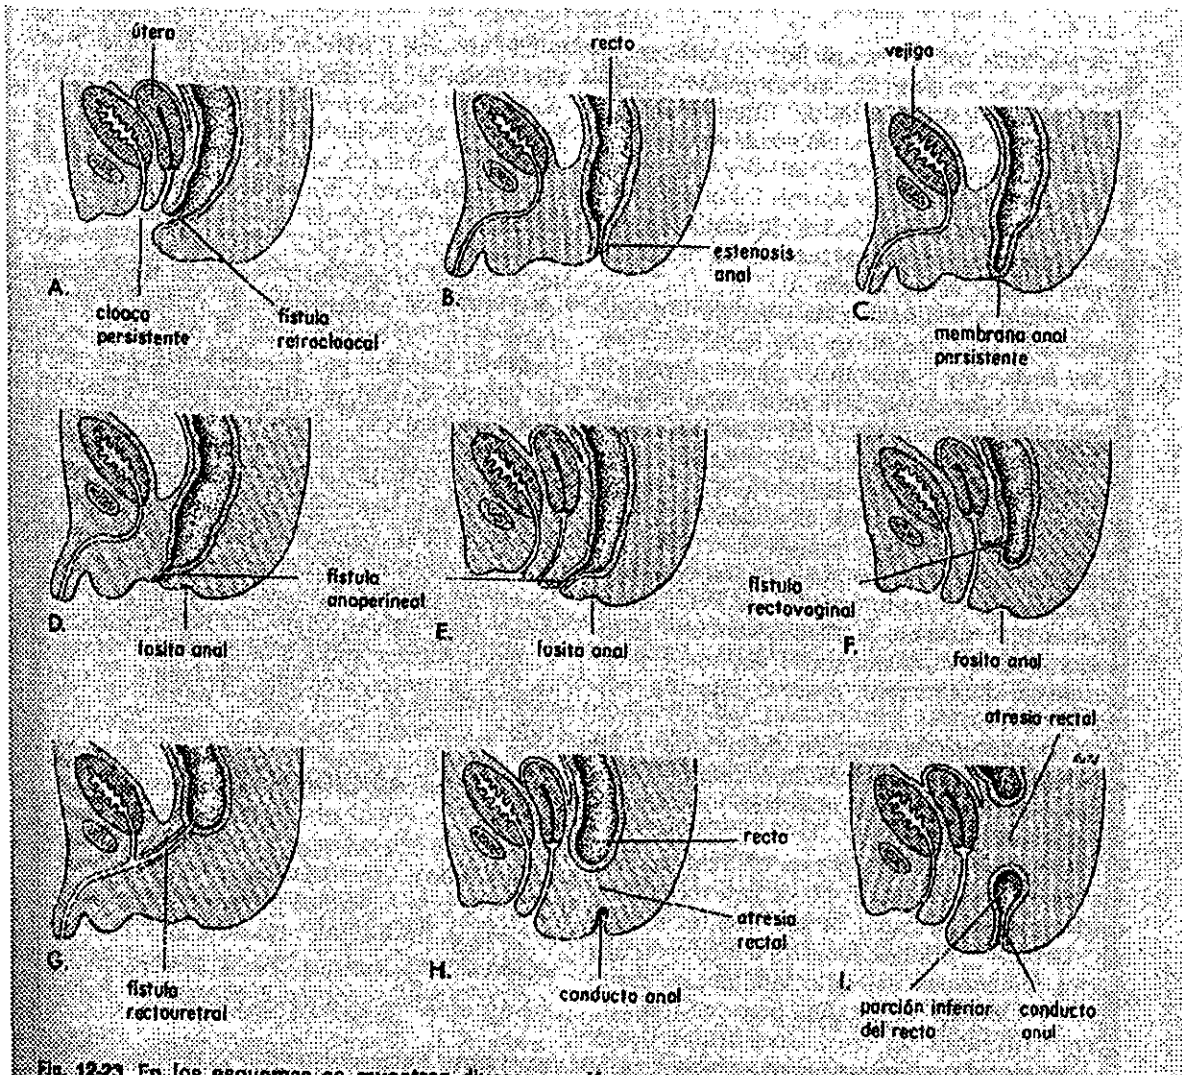 útero
recto
vejiga
A.
cloaca
persistente
fístula
retrocloacal
B.
estenosis
anal
C.
membrana anal
persistente
D.
fístula
anoperineal
fosita anal
E.
fosita anal
fístula
rectovaginal
F.
fosita anal
G.
fístula
rectouretral
H.
recto
atresia
rectal
conducto anal
atresia rectal
I.
porción inferior
del recto
conducto
anal
Fig. 12-23 En los esquemas se muestran